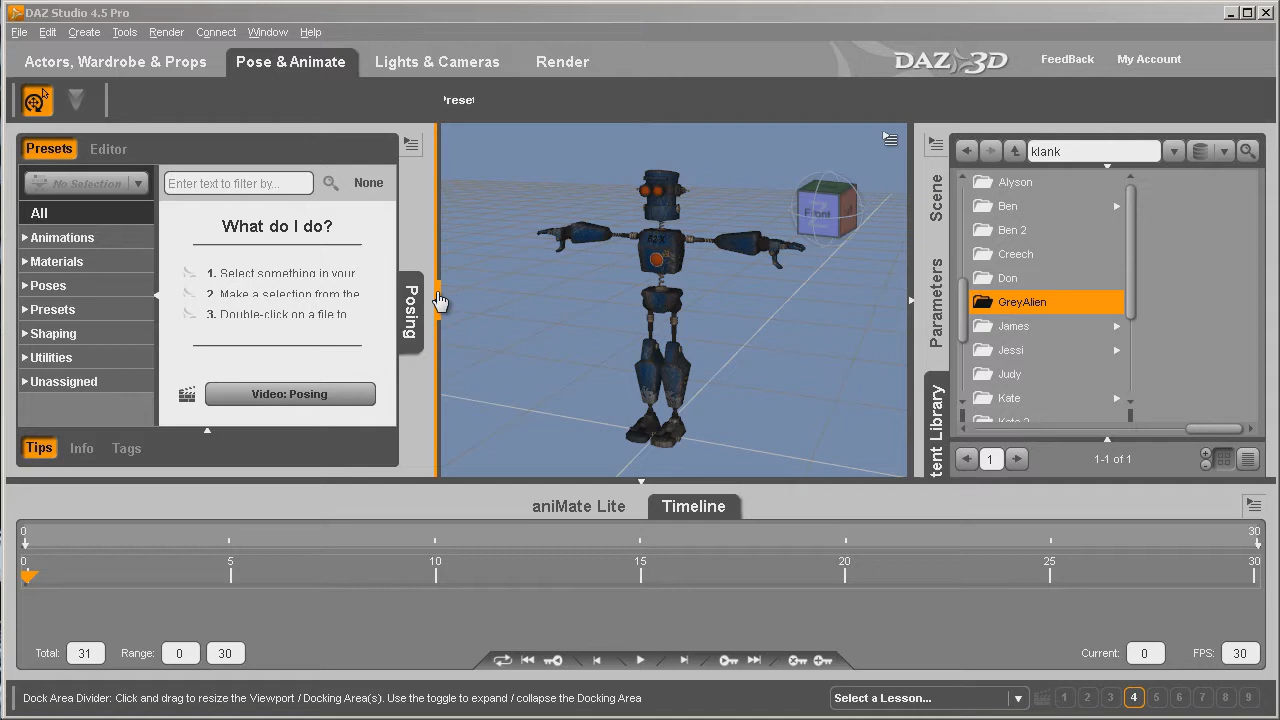 DAZ Studio 4.5 Pro
File Edit Create Tools Render Connect Window Help
Actors, Wardrobe & Props Pose & Animate Lights & Cameras Render DAZ 3D FeedBack My Account
Preset
Presets Editor
No Selection
Enter text to filter by... None
All
Animations
Materials
Poses
Presets
Shaping
Utilities
Unassigned
What do I do?
1. Select something in your
2. Make a selection from the
3. Double-click on a file to
Video: Posing
Tips Info Tags
Posing
Front
Scene
Parameters
tent Library
klank
Alyson
Ben
Ben 2
Creech
Don
GreyAlien
James
Jessi
Judy
Kate
Kate 2
1 1-1 of 1
aniMate Lite Timeline
0 30
0 5 10 15 20 25 30
Total: 31 Range: 0 30 Current: 0 FPS: 30
Dock Area Divider: Click and drag to resize the Viewport / Docking Area(s). Use the toggle to expand / collapse the Docking Area
Select a Lesson... 1 2 3 4 5 6 7 8 9